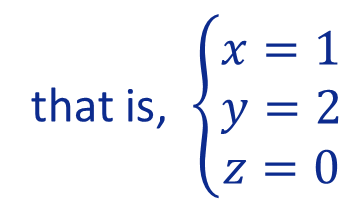 x = 1
that is, y = 2
z = 0